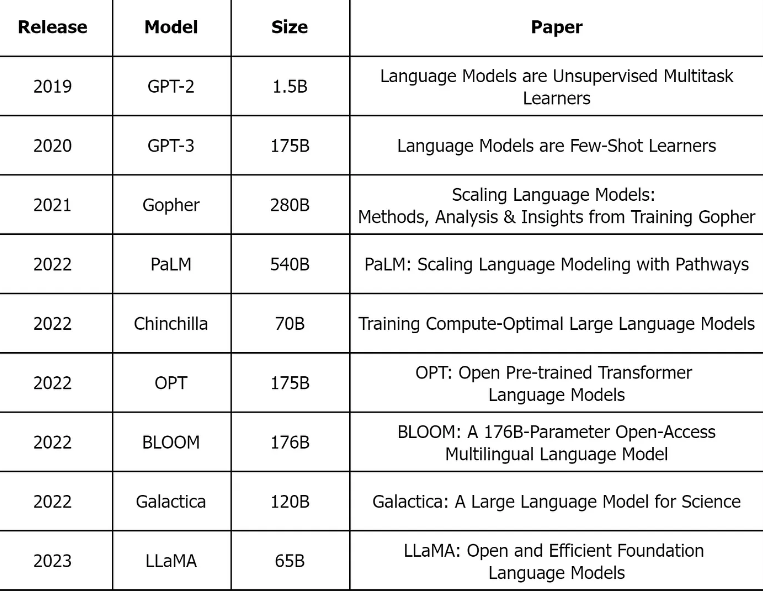 Release Model Size Paper
2019 GPT-2 1.5B Language Models are Unsupervised Multitask
Learners
2020 GPT-3 175B Language Models are Few-Shot Learners
2021 Gopher 280B Scaling Language Models:
Methods, Analysis & Insights from Training Gopher
2022 PaLM 540B PaLM: Scaling Language Modeling with Pathways
2022 Chinchilla 70B Training Compute-Optimal Large Language Models
2022 OPT 175B OPT: Open Pre-trained Transformer
Language Models
2022 BLOOM 176B BLOOM: A 176B-Parameter Open-Access
Multilingual Language Model
2022 Galactica 120B Galactica: A Large Language Model for Science
2023 LLaMA 65B LLaMA: Open and Efficient Foundation
Language Models